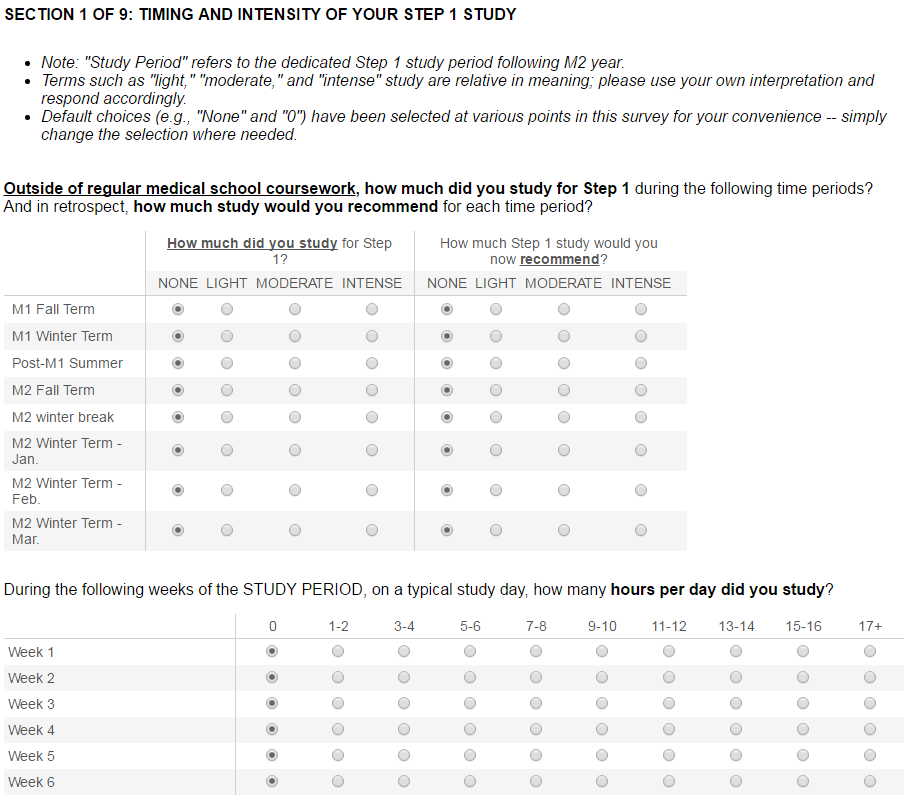 SECTION 1 OF 9: TIMING AND INTENSITY OF YOUR STEP 1 STUDY
Note: "Study Period" refers to the dedicated Step 1 study period following M2 year.
Terms such as "light," "moderate," and "intense" study are relative in meaning; please use your own interpretation and
respond accordingly.
Default choices (e.g., "None" and "0") have been selected at various points in this survey for your convenience -- simply
change the selection where needed.
Outside of regular medical school coursework, how much did you study for Step 1 during the following time periods?
And in retrospect, how much study would you recommend for each time period?
How much did you study for Step
1?
How much Step 1 study would you
now recommend?
NONE LIGHT MODERATE INTENSE NONE LIGHT MODERATE INTENSE
M1 Fall Term
M1 Winter Term
Post-M1 Summer
M2 Fall Term
M2 winter break
M2 Winter Term -
Jan.
M2 Winter Term -
Feb.
M2 Winter Term -
Mar.
During the following weeks of the STUDY PERIOD, on a typical study day, how many hours per day did you study?
0 1-2 3-4 5-6 7-8 9-10 11-12 13-14 15-16 17+
Week 1
Week 2
Week 3
Week 4
Week 5
Week 6